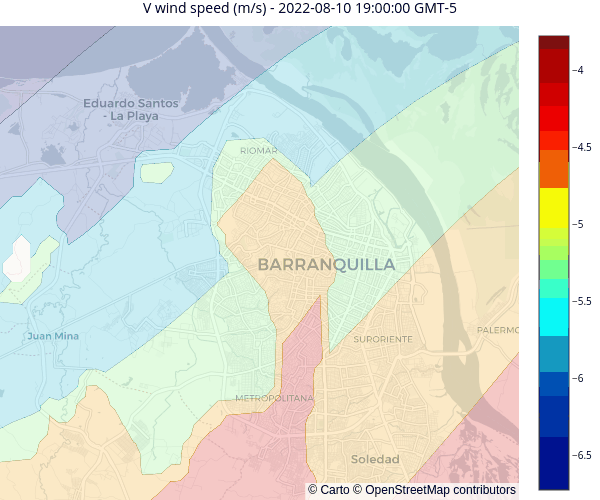 V wind speed (m/s) - 2022-08-10 19:00:00 GMT-5
Eduardo Santos
- La Playa
RIOMAR
BARRANQUILLA
Juan Mina
SURORIENTE
PALERMO
METROPOLITANA
Soledad
−4
−4.5
−5
−5.5
−6
−6.5
© Carto © OpenStreetMap contributors